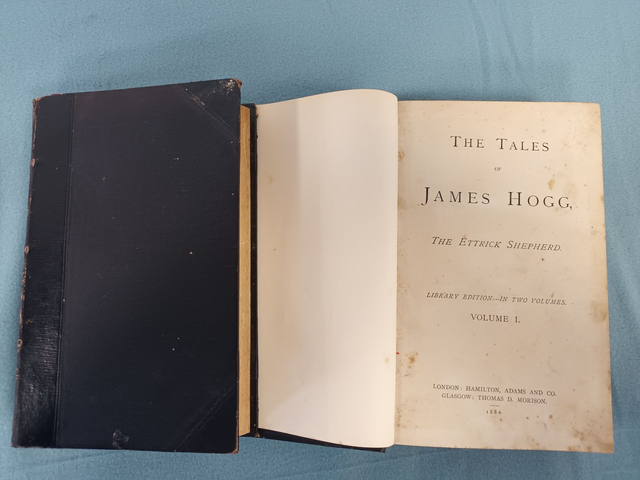 THE TALES
OF
JAMES HOGG,
THE ETTRICK SHEPHERD.
LIBRARY EDITION.—IN TWO VOLUMES.
VOLUME I.
LONDON: HAMILTON, ADAMS AND CO.
GLASGOW: THOMAS D. MORISON.